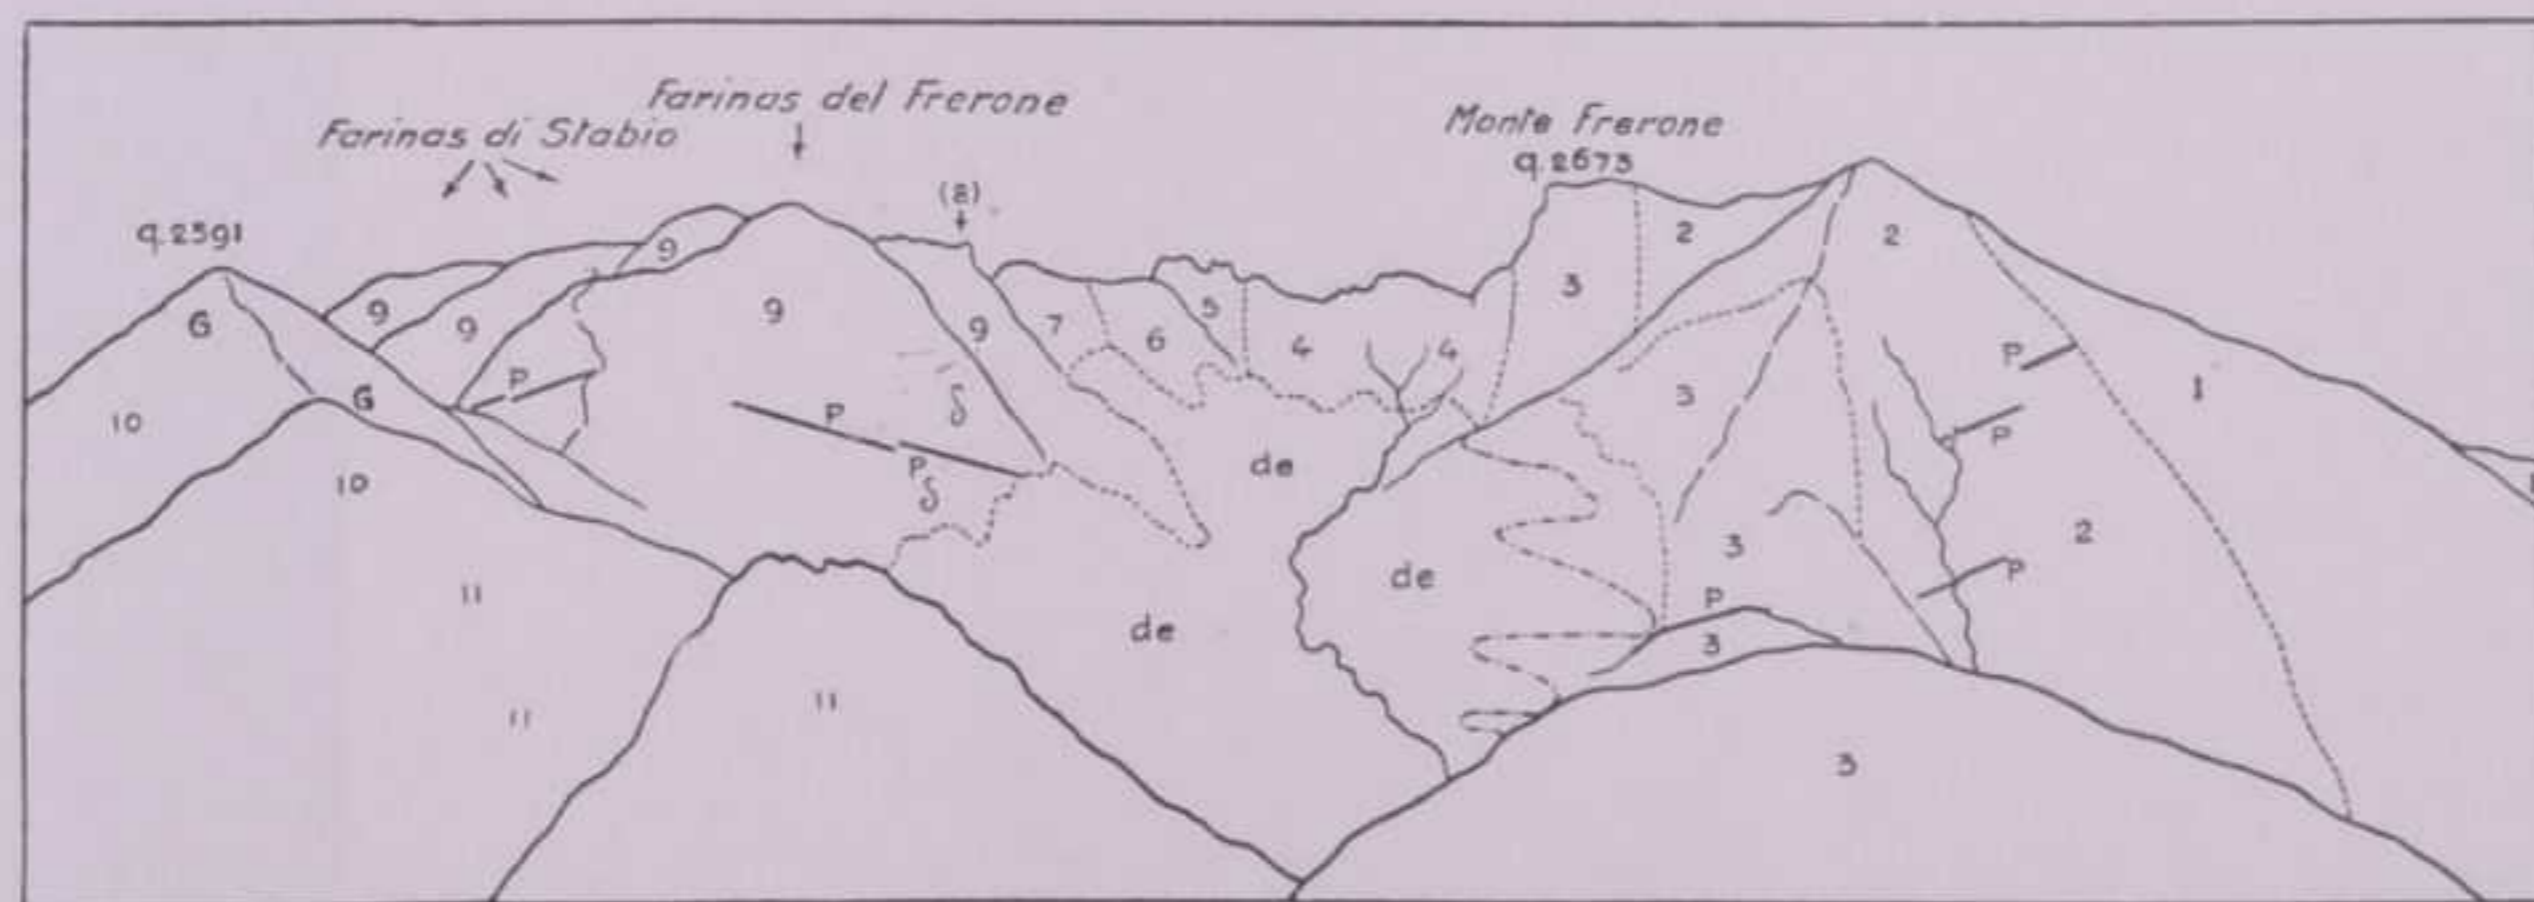 Farinas del Frerone
Farinas di Stabio
Monte Frerone
q.2673
(8)
q.2591
9 2 2
G 9 9 9 9 7 6 5 4 4 3 P
P G 3 1
10 P δ P
P de
10 δ 2
3
11 de P
P
de 3
11 11 3